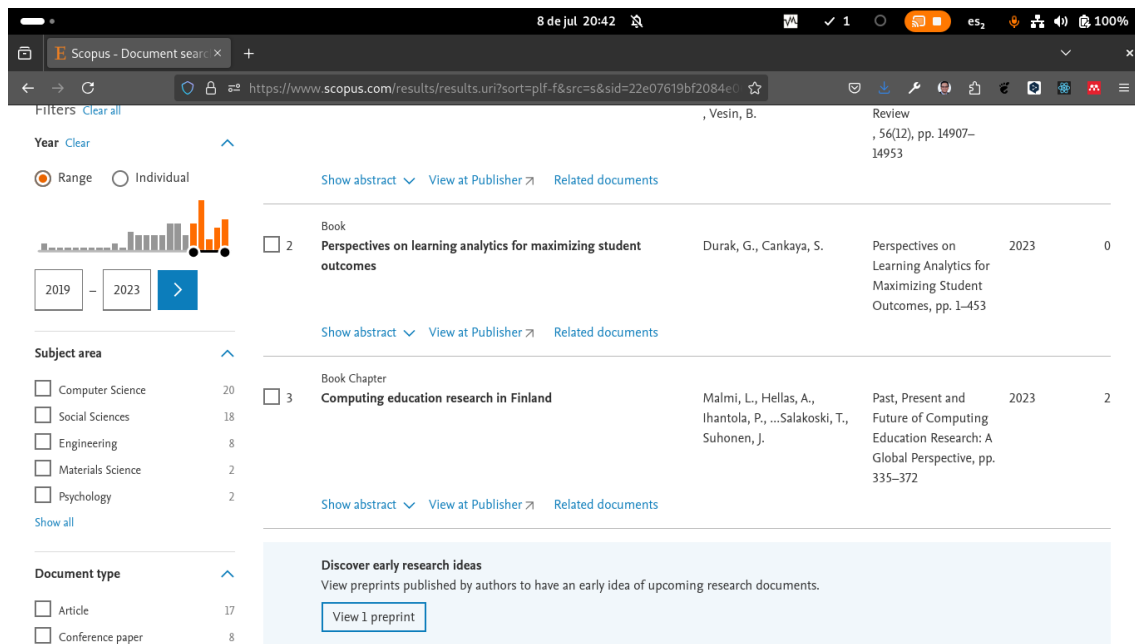 8 de jul 20:42
1
es₂
100%
E Scopus - Document searc
https://www.scopus.com/results/results.uri?sort=plf-f&src=s&sid=22e07619bf2084e0
Filters Clear all
Year Clear
Range Individual
2019 – 2023
Subject area
Computer Science 20
Social Sciences 18
Engineering 8
Materials Science 2
Psychology 2
Show all
Document type
Article 17
Conference paper 8
, Vesin, B.
Review
, 56(12), pp. 14907–
14953
Show abstract View at Publisher Related documents
Book
2 Perspectives on learning analytics for maximizing student
outcomes
Durak, G., Cankaya, S.
Perspectives on
Learning Analytics for
Maximizing Student
Outcomes, pp. 1–453
2023
0
Show abstract View at Publisher Related documents
Book Chapter
3 Computing education research in Finland
Malmi, L., Hellas, A.,
Ihantola, P., ...Salakoski, T.,
Suhonen, J.
Past, Present and
Future of Computing
Education Research: A
Global Perspective, pp.
335–372
2023
2
Show abstract View at Publisher Related documents
Discover early research ideas
View preprints published by authors to have an early idea of upcoming research documents.
View 1 preprint